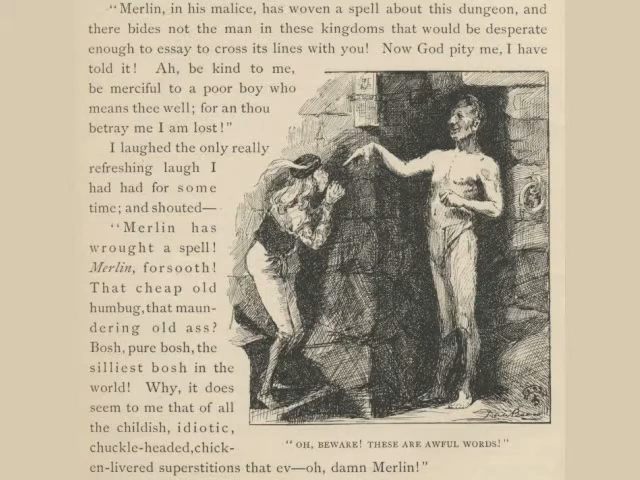 “Merlin, in his malice, has woven a spell about this dungeon, and
there bides not the man in these kingdoms that would be desperate
enough to essay to cross its lines with you! Now God pity me, I have
told it! Ah, be kind to me,
be merciful to a poor boy who
means thee well; for an thou
betray me I am lost!”
I laughed the only really
refreshing laugh I
had had for some
time; and shouted—
“Merlin has
wrought a spell!
Merlin, forsooth!
That cheap old
humbug, that maun-
dering old ass?
Bosh, pure bosh, the
silliest bosh in the
world! Why, it does
seem to me that of all
the childish, idiotic,
chuckle-headed, chick-
en-livered superstitions that ev—oh, damn Merlin!”
“OH, BEWARE! THESE ARE AWFUL WORDS!”